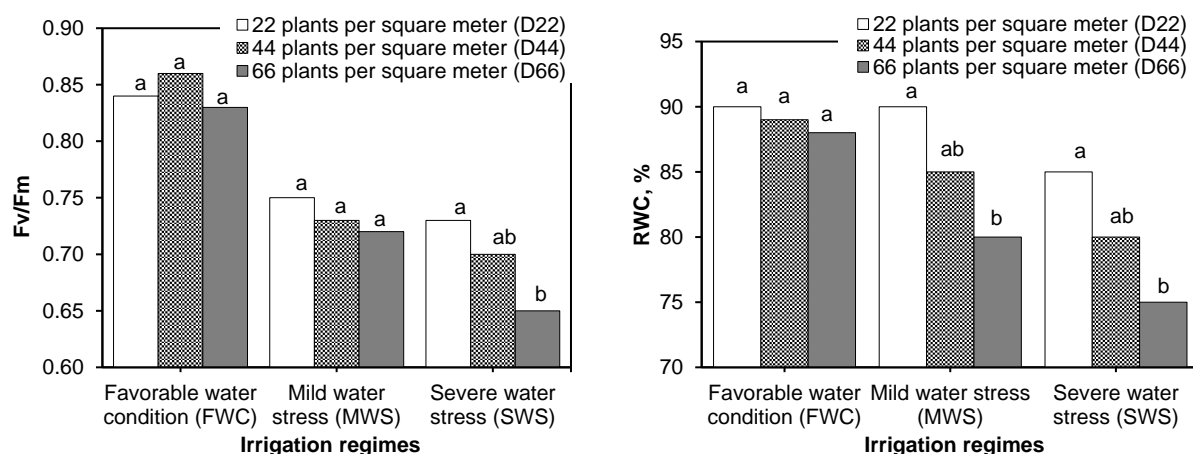 0.90
0.85
0.80
0.75
0.70
0.65
0.60
Fv/Fm
22 plants per square meter (D22)
44 plants per square meter (D44)
66 plants per square meter (D66)
a
a
a
a
a
a
a
ab
b
Favorable water
condition (FWC)
Mild water
stress (MWS)
Severe water
stress (SWS)
Irrigation regimes
95
90
85
80
75
70
RWC, %
22 plants per square meter (D22)
44 plants per square meter (D44)
66 plants per square meter (D66)
a
a
a
a
ab
b
a
ab
b
Favorable water
condition (FWC)
Mild water stress
(MWS)
Severe water
stress (SWS)
Irrigation regimes